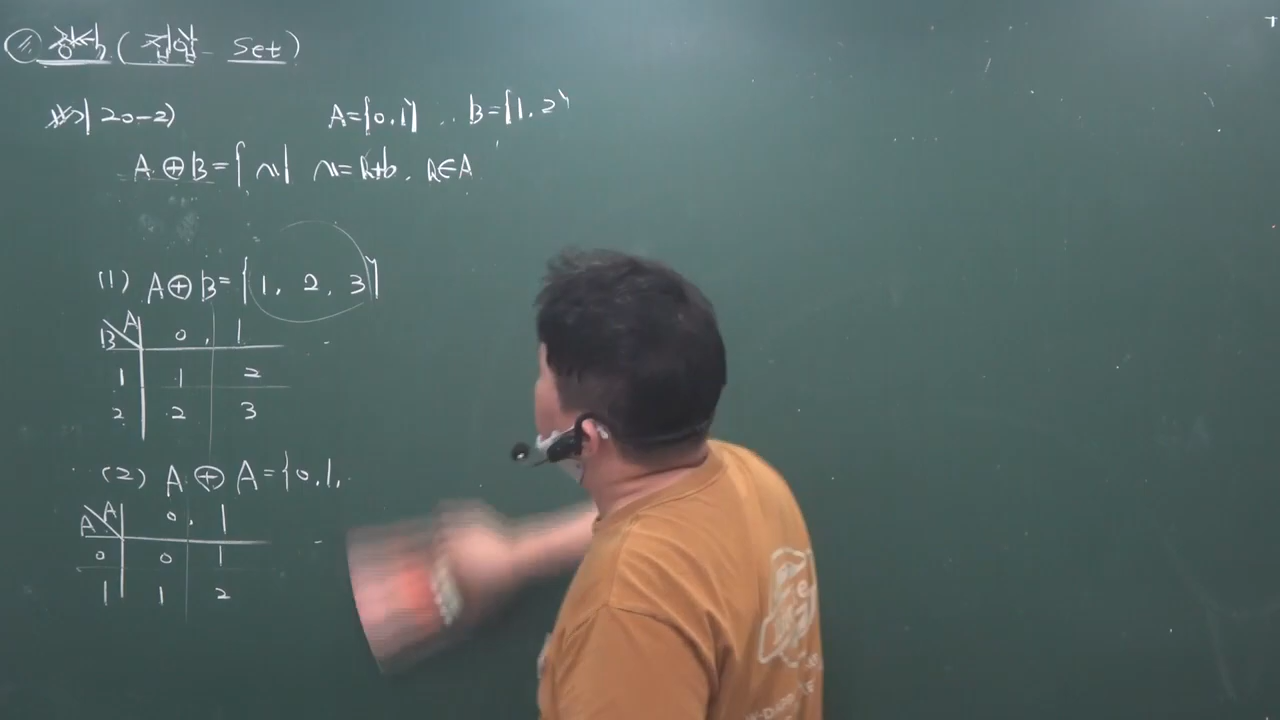 집합 (집합 Set)
예제 20-2) A={0,1} B={1,2}
A⊕B={x| x=a+b, a∈A
(1) A⊕B={1, 2, 3}
B\A 0, 1
1 1 2
2 2 3
(2) A⊕A={0,1,
A\A 0, 1
0 0 1
1 1 2